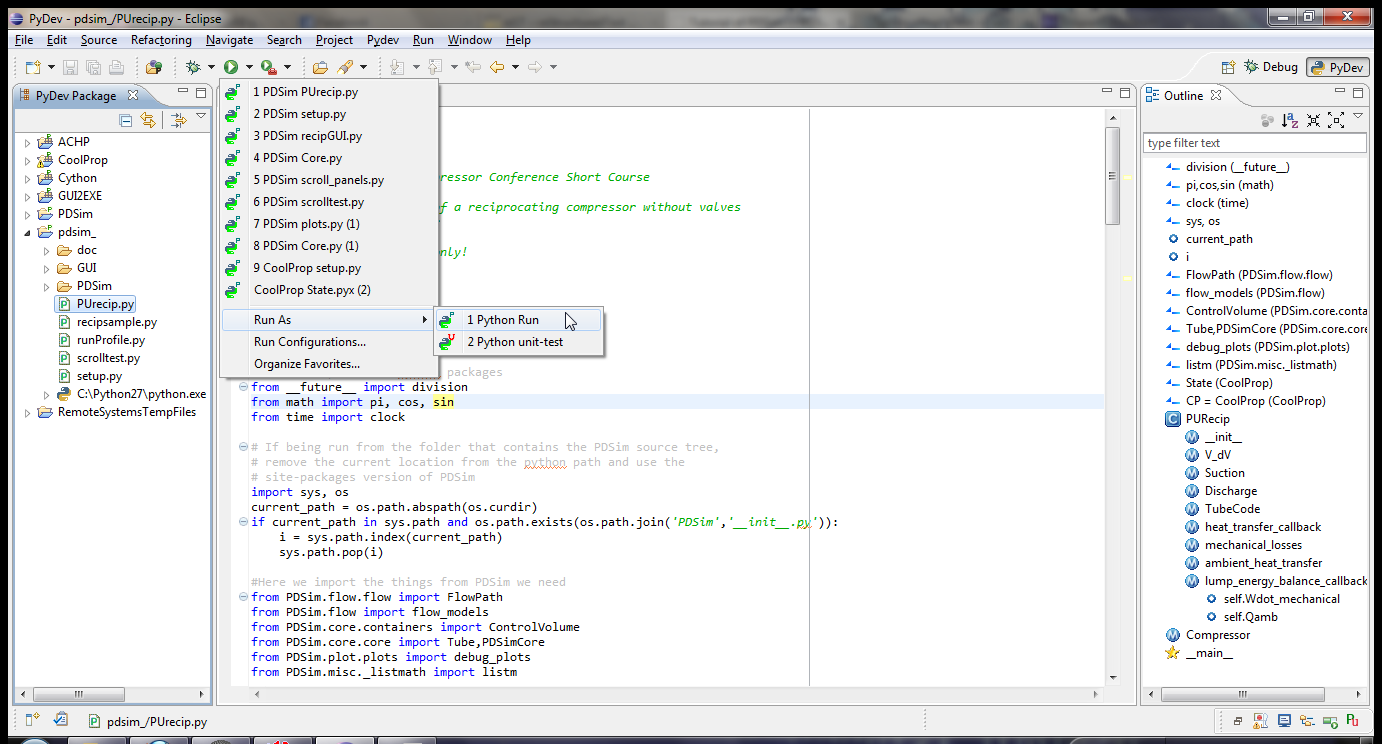 PyDev - pdsim_/PUrecip.py - Eclipse
File Edit Source Refactoring Navigate Search Project Pydev Run Window Help
Debug PyDev
PyDev Package
ACHP
CoolProp
Cython
GUI2EXE
PDSim
pdsim_
doc
GUI
PDSim
PUrecip.py
recipsample.py
runProfile.py
scrolltest.py
setup.py
C:\Python27\python.exe
RemoteSystemsTempFiles
1 PDSim PUrecip.py
2 PDSim setup.py
3 PDSim recipGUI.py
4 PDSim Core.py
5 PDSim scroll_panels.py
6 PDSim scrolltest.py
7 PDSim plots.py (1)
8 PDSim Core.py (1)
9 CoolProp setup.py
CoolProp State.pyx (2)
Run As
Run Configurations...
Organize Favorites...
1 Python Run
2 Python unit-test
ressor Conference Short Course
f a reciprocating compressor without valves
nly!
packages
from __future__ import division
from math import pi, cos, sin
from time import clock
# If being run from the folder that contains the PDSim source tree,
# remove the current location from the python path and use the
# site-packages version of PDSim
import sys, os
current_path = os.path.abspath(os.curdir)
if current_path in sys.path and os.path.exists(os.path.join('PDSim','__init__.py')):
i = sys.path.index(current_path)
sys.path.pop(i)
#Here we import the things from PDSim we need
from PDSim.flow.flow import FlowPath
from PDSim.flow import flow_models
from PDSim.core.containers import ControlVolume
from PDSim.core.core import Tube,PDSimCore
from PDSim.plot.plots import debug_plots
from PDSim.misc._listmath import listm
Outline
type filter text
division (__future__)
pi,cos,sin (math)
clock (time)
sys, os
current_path
i
FlowPath (PDSim.flow.flow)
flow_models (PDSim.flow)
ControlVolume (PDSim.core.conta
Tube,PDSimCore (PDSim.core.core
debug_plots (PDSim.plot.plots)
listm (PDSim.misc._listmath)
State (CoolProp)
CP = CoolProp (CoolProp)
PURecip
__init__
V_dV
Suction
Discharge
TubeCode
heat_transfer_callback
mechanical_losses
ambient_heat_transfer
lump_energy_balance_callback
self.Wdot_mechanical
self.Qamb
Compressor
__main__
pdsim_/PUrecip.py